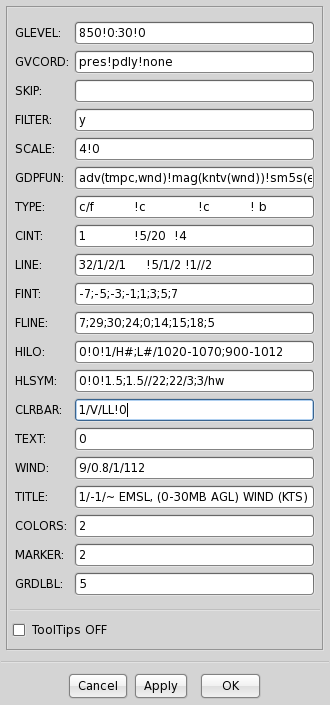 GLEVEL: 850!0:30!0
GVCORD: pres!pdly!none
SKIP:
FILTER: y
SCALE: 4!0
GDPFUN: adv(tmpc,wnd)!mag(kntv(wnd))!sm5s(e
TYPE: c/f !c !c ! b
CINT: 1 !5/20 !4
LINE: 32/1/2/1 !5/1/2 !1//2
FINT: -7;-5;-3;-1;1;3;5;7
FLINE: 7;29;30;24;0;14;15;18;5
HILO: 0!0!1/H#;L#/1020-1070;900-1012
HLSYM: 0!0!1.5;1.5//22;22/3;3/hw
CLRBAR: 1/V/LL!0
TEXT: 0
WIND: 9/0.8/1/112
TITLE: 1/-1/~ EMSL, (0-30MB AGL) WIND (KTS)
COLORS: 2
MARKER: 2
GRDLBL: 5
ToolTips OFF
Cancel Apply OK